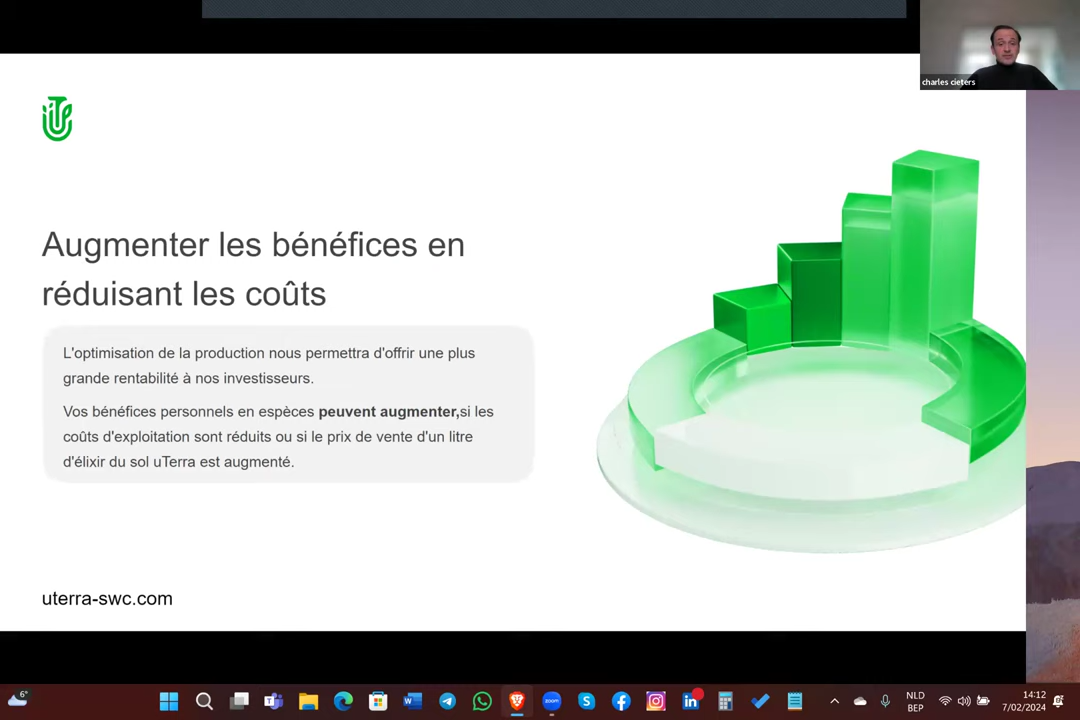 charles cieters
Augmenter les bénéfices en
réduisant les coûts
L'optimisation de la production nous permettra d'offrir une plus
grande rentabilité à nos investisseurs.
Vos bénéfices personnels en espèces peuvent augmenter,si les
coûts d'exploitation sont réduits ou si le prix de vente d'un litre
d'élixir du sol uTerra est augmenté.
uterra-swc.com
6°
zoom
NLD
BEP
14:12
7/02/2024